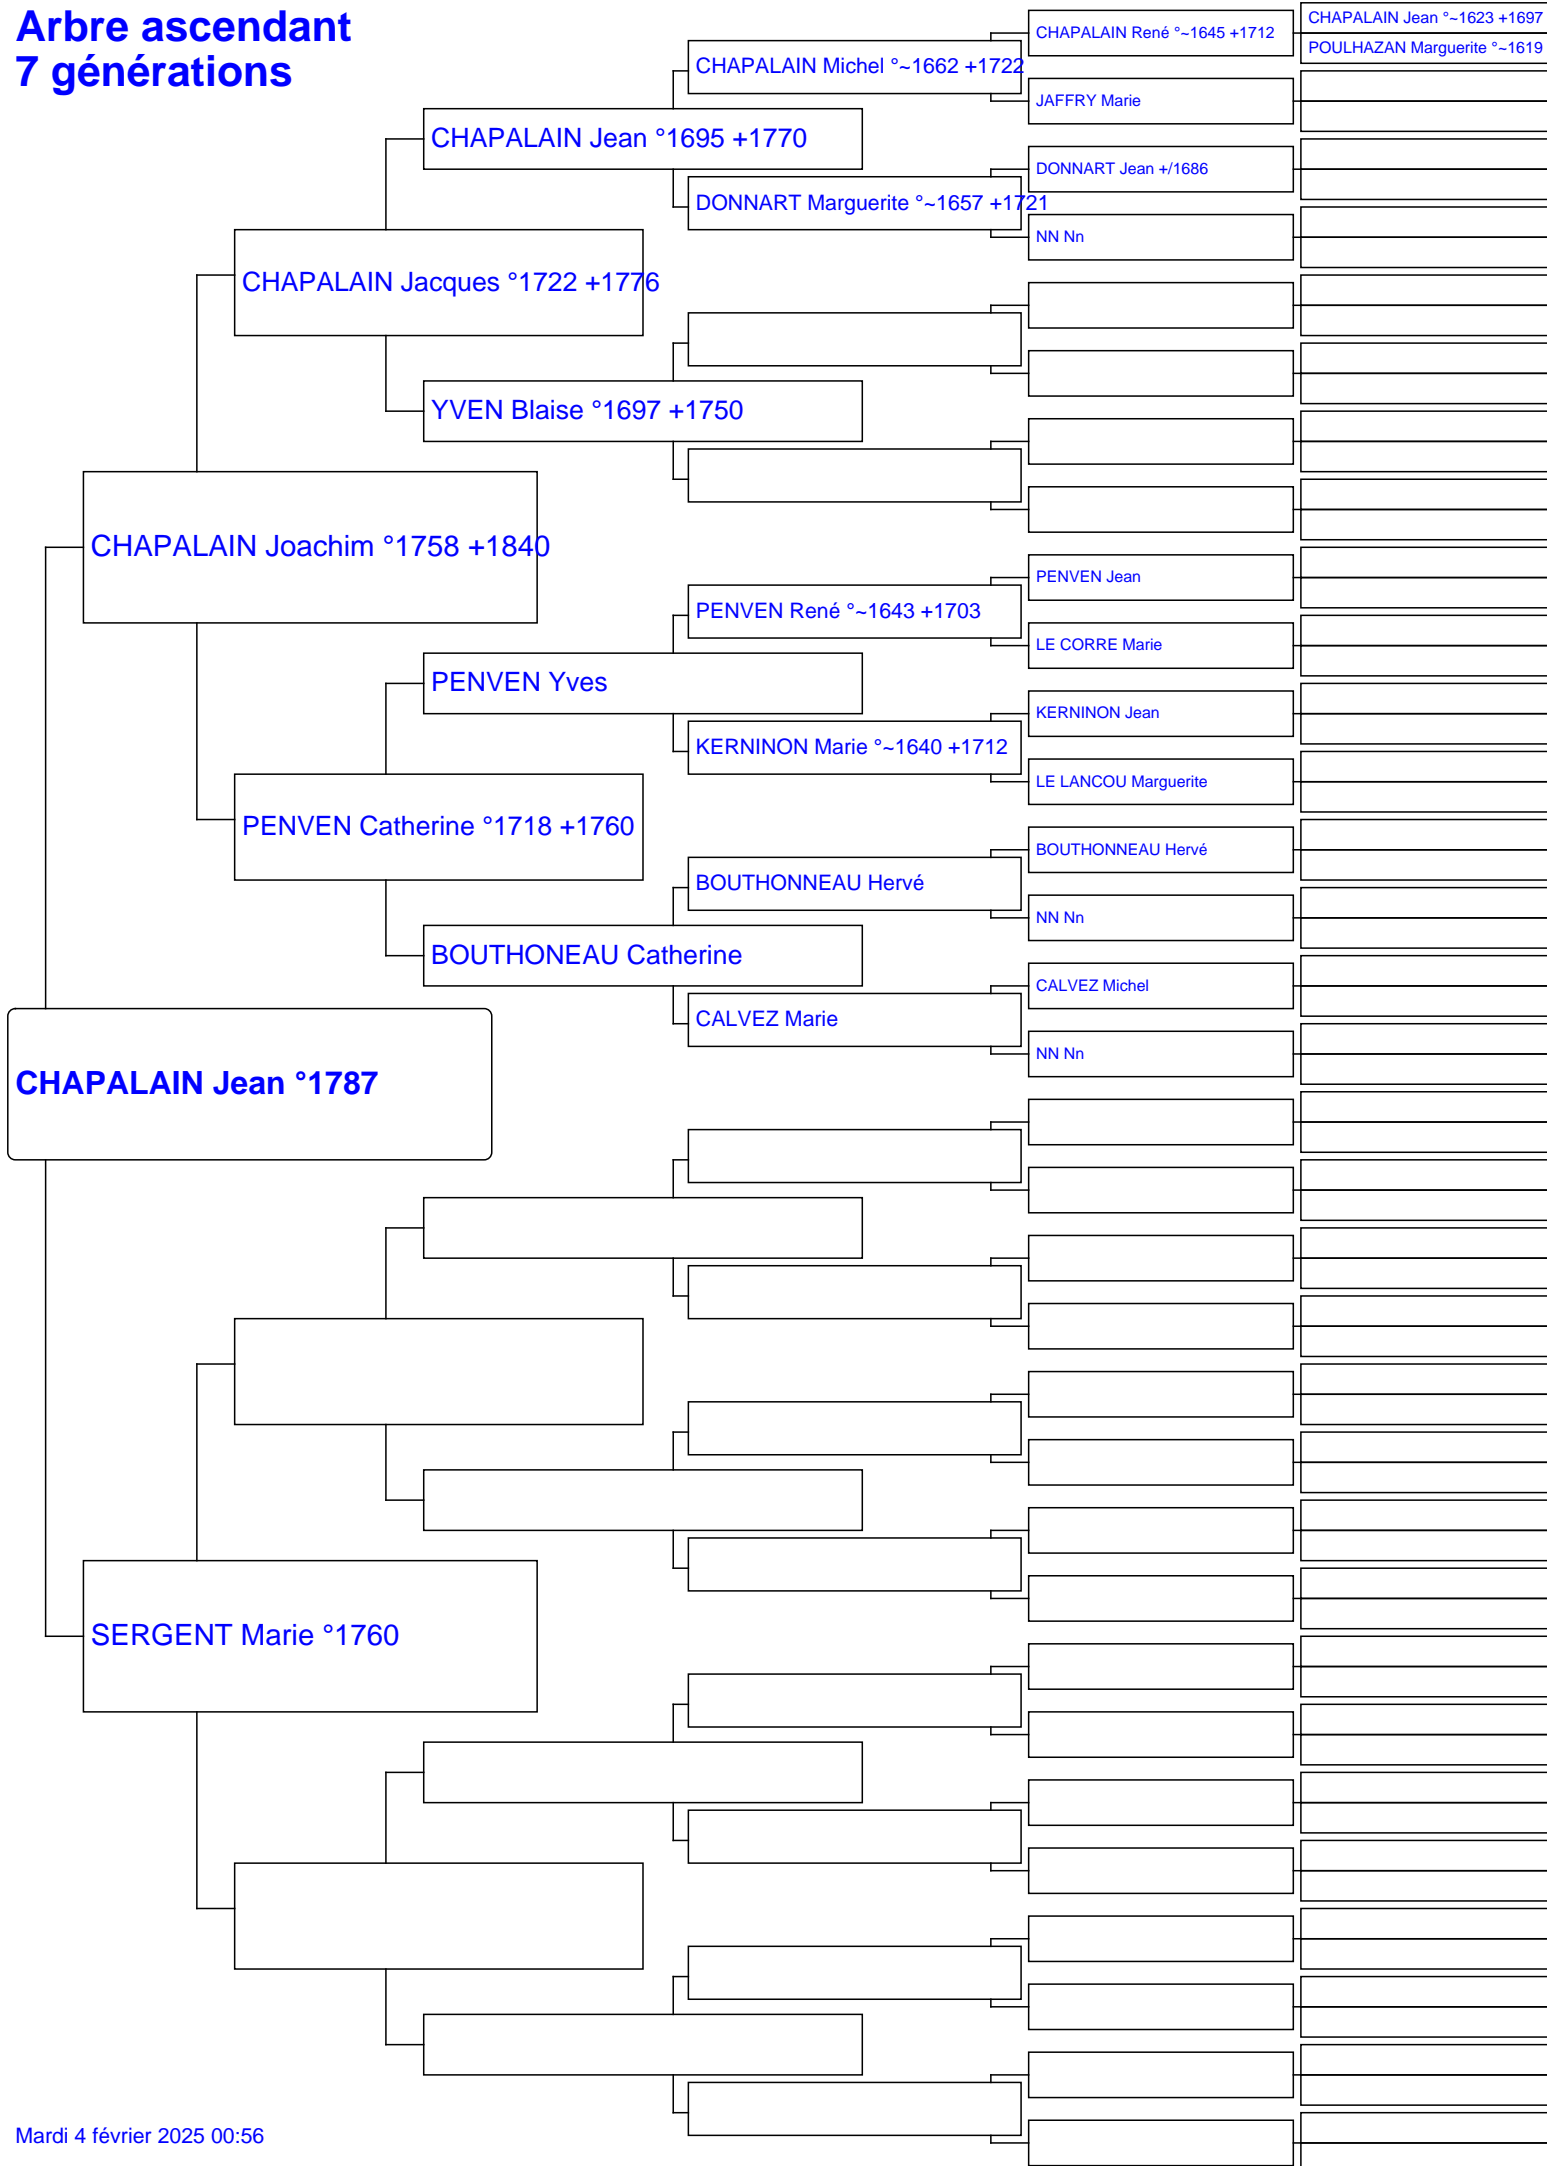 Arbre ascendant
7 générations
CHAPALAIN Jean °~1623 +1697
CHAPALAIN René °~1645 +1712
POULHAZAN Marguerite °~1619
CHAPALAIN Michel °~1662 +1722
JAFFRY Marie
CHAPALAIN Jean °1695 +1770
DONNART Jean +/1686
DONNART Marguerite °~1657 +1721
NN Nn
CHAPALAIN Jacques °1722 +1776
YVEN Blaise °1697 +1750
CHAPALAIN Joachim °1758 +1840
PENVEN Jean
PENVEN René °~1643 +1703
LE CORRE Marie
PENVEN Yves
KERNINON Jean
KERNINON Marie °~1640 +1712
LE LANCOU Marguerite
PENVEN Catherine °1718 +1760
BOUTHONNEAU Hervé
BOUTHONNEAU Hervé
NN Nn
BOUTHONEAU Catherine
CALVEZ Michel
CALVEZ Marie
NN Nn
CHAPALAIN Jean °1787
SERGENT Marie °1760
Mardi 4 février 2025 00:56